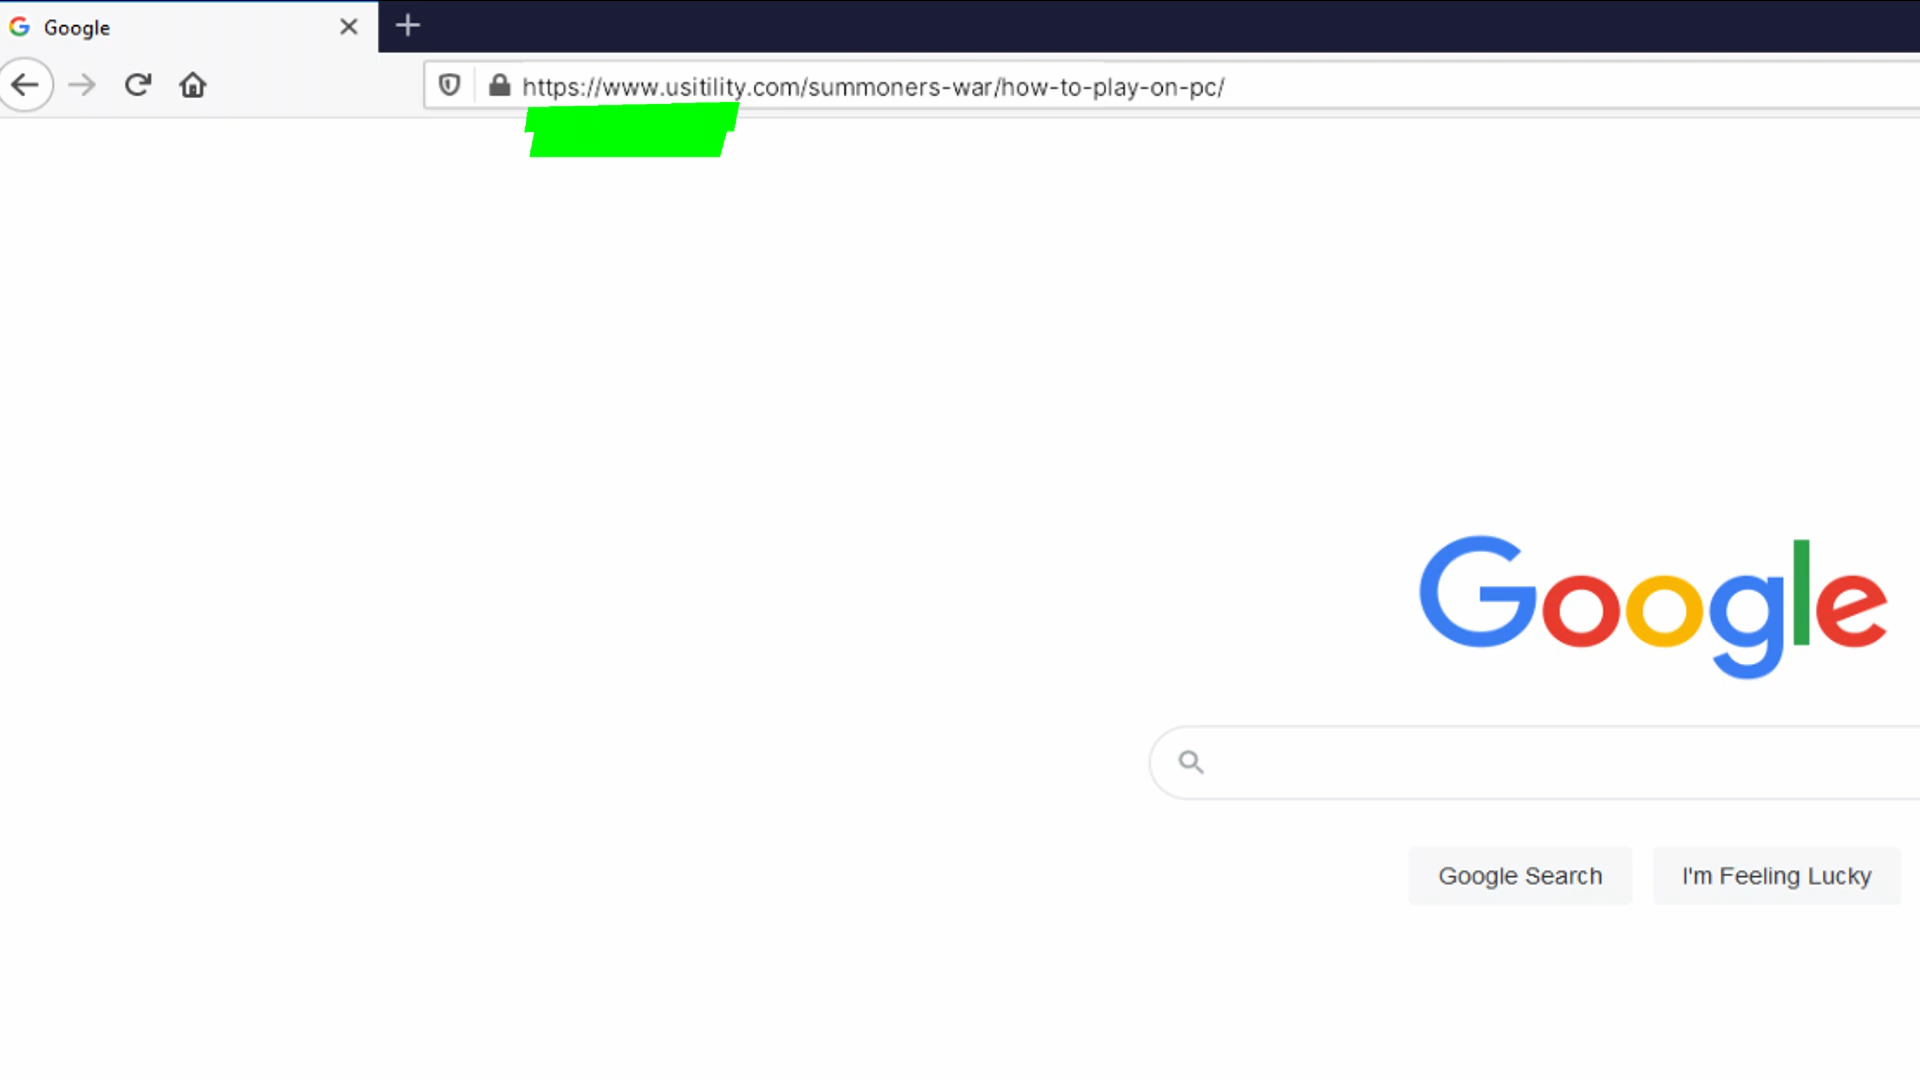 Google
https://www.usitility.com/summoners-war/how-to-play-on-pc/
Google
Google Search
I'm Feeling Lucky